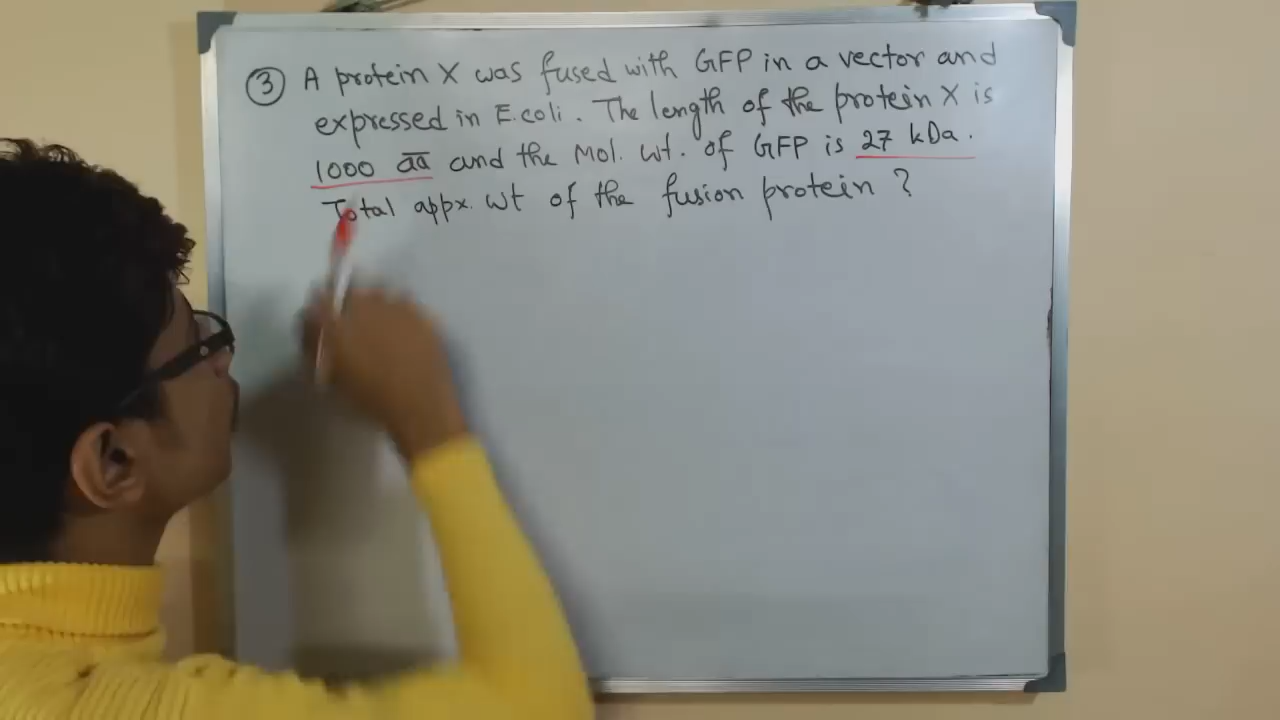 ③ A protein X was fused with GFP in a vector and
expressed in E.coli. The length of the protein X is
1000 a̅a̅ and the Mol. wt. of GFP is 27 kDa.
Total appx. wt of the fusion protein ?